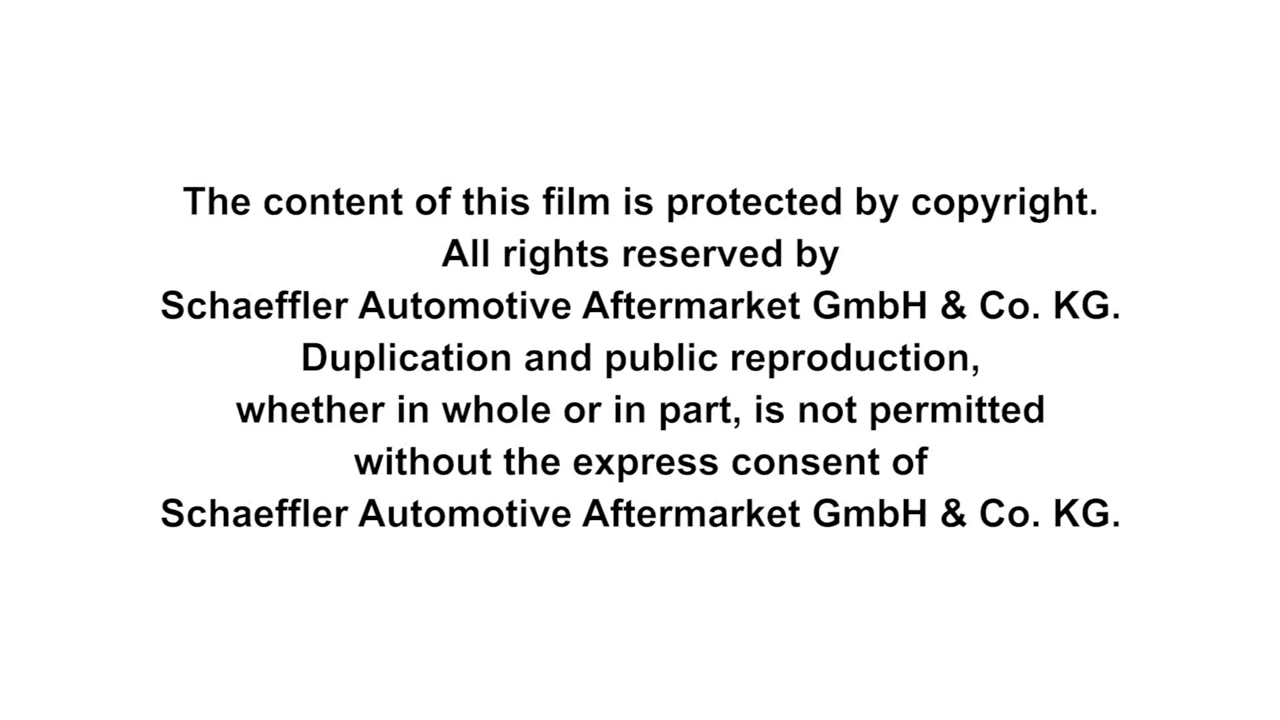 The content of this film is protected by copyright.
All rights reserved by
Schaeffler Automotive Aftermarket GmbH & Co. KG.
Duplication and public reproduction,
whether in whole or in part, is not permitted
without the express consent of
Schaeffler Automotive Aftermarket GmbH & Co. KG.